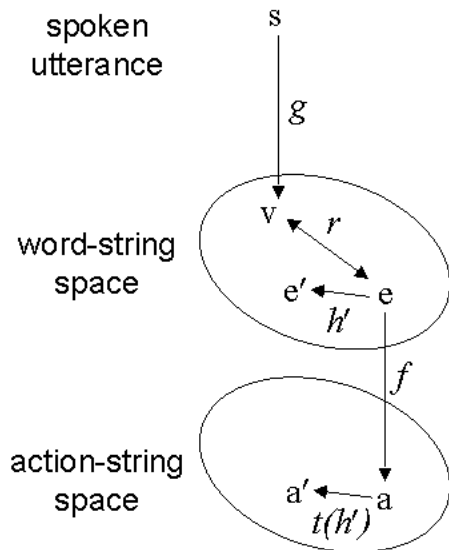 spoken
utterance
s
g
v
r
word-string
space
e′
e
h′
f
action-string
space
a′
a
t(h′)